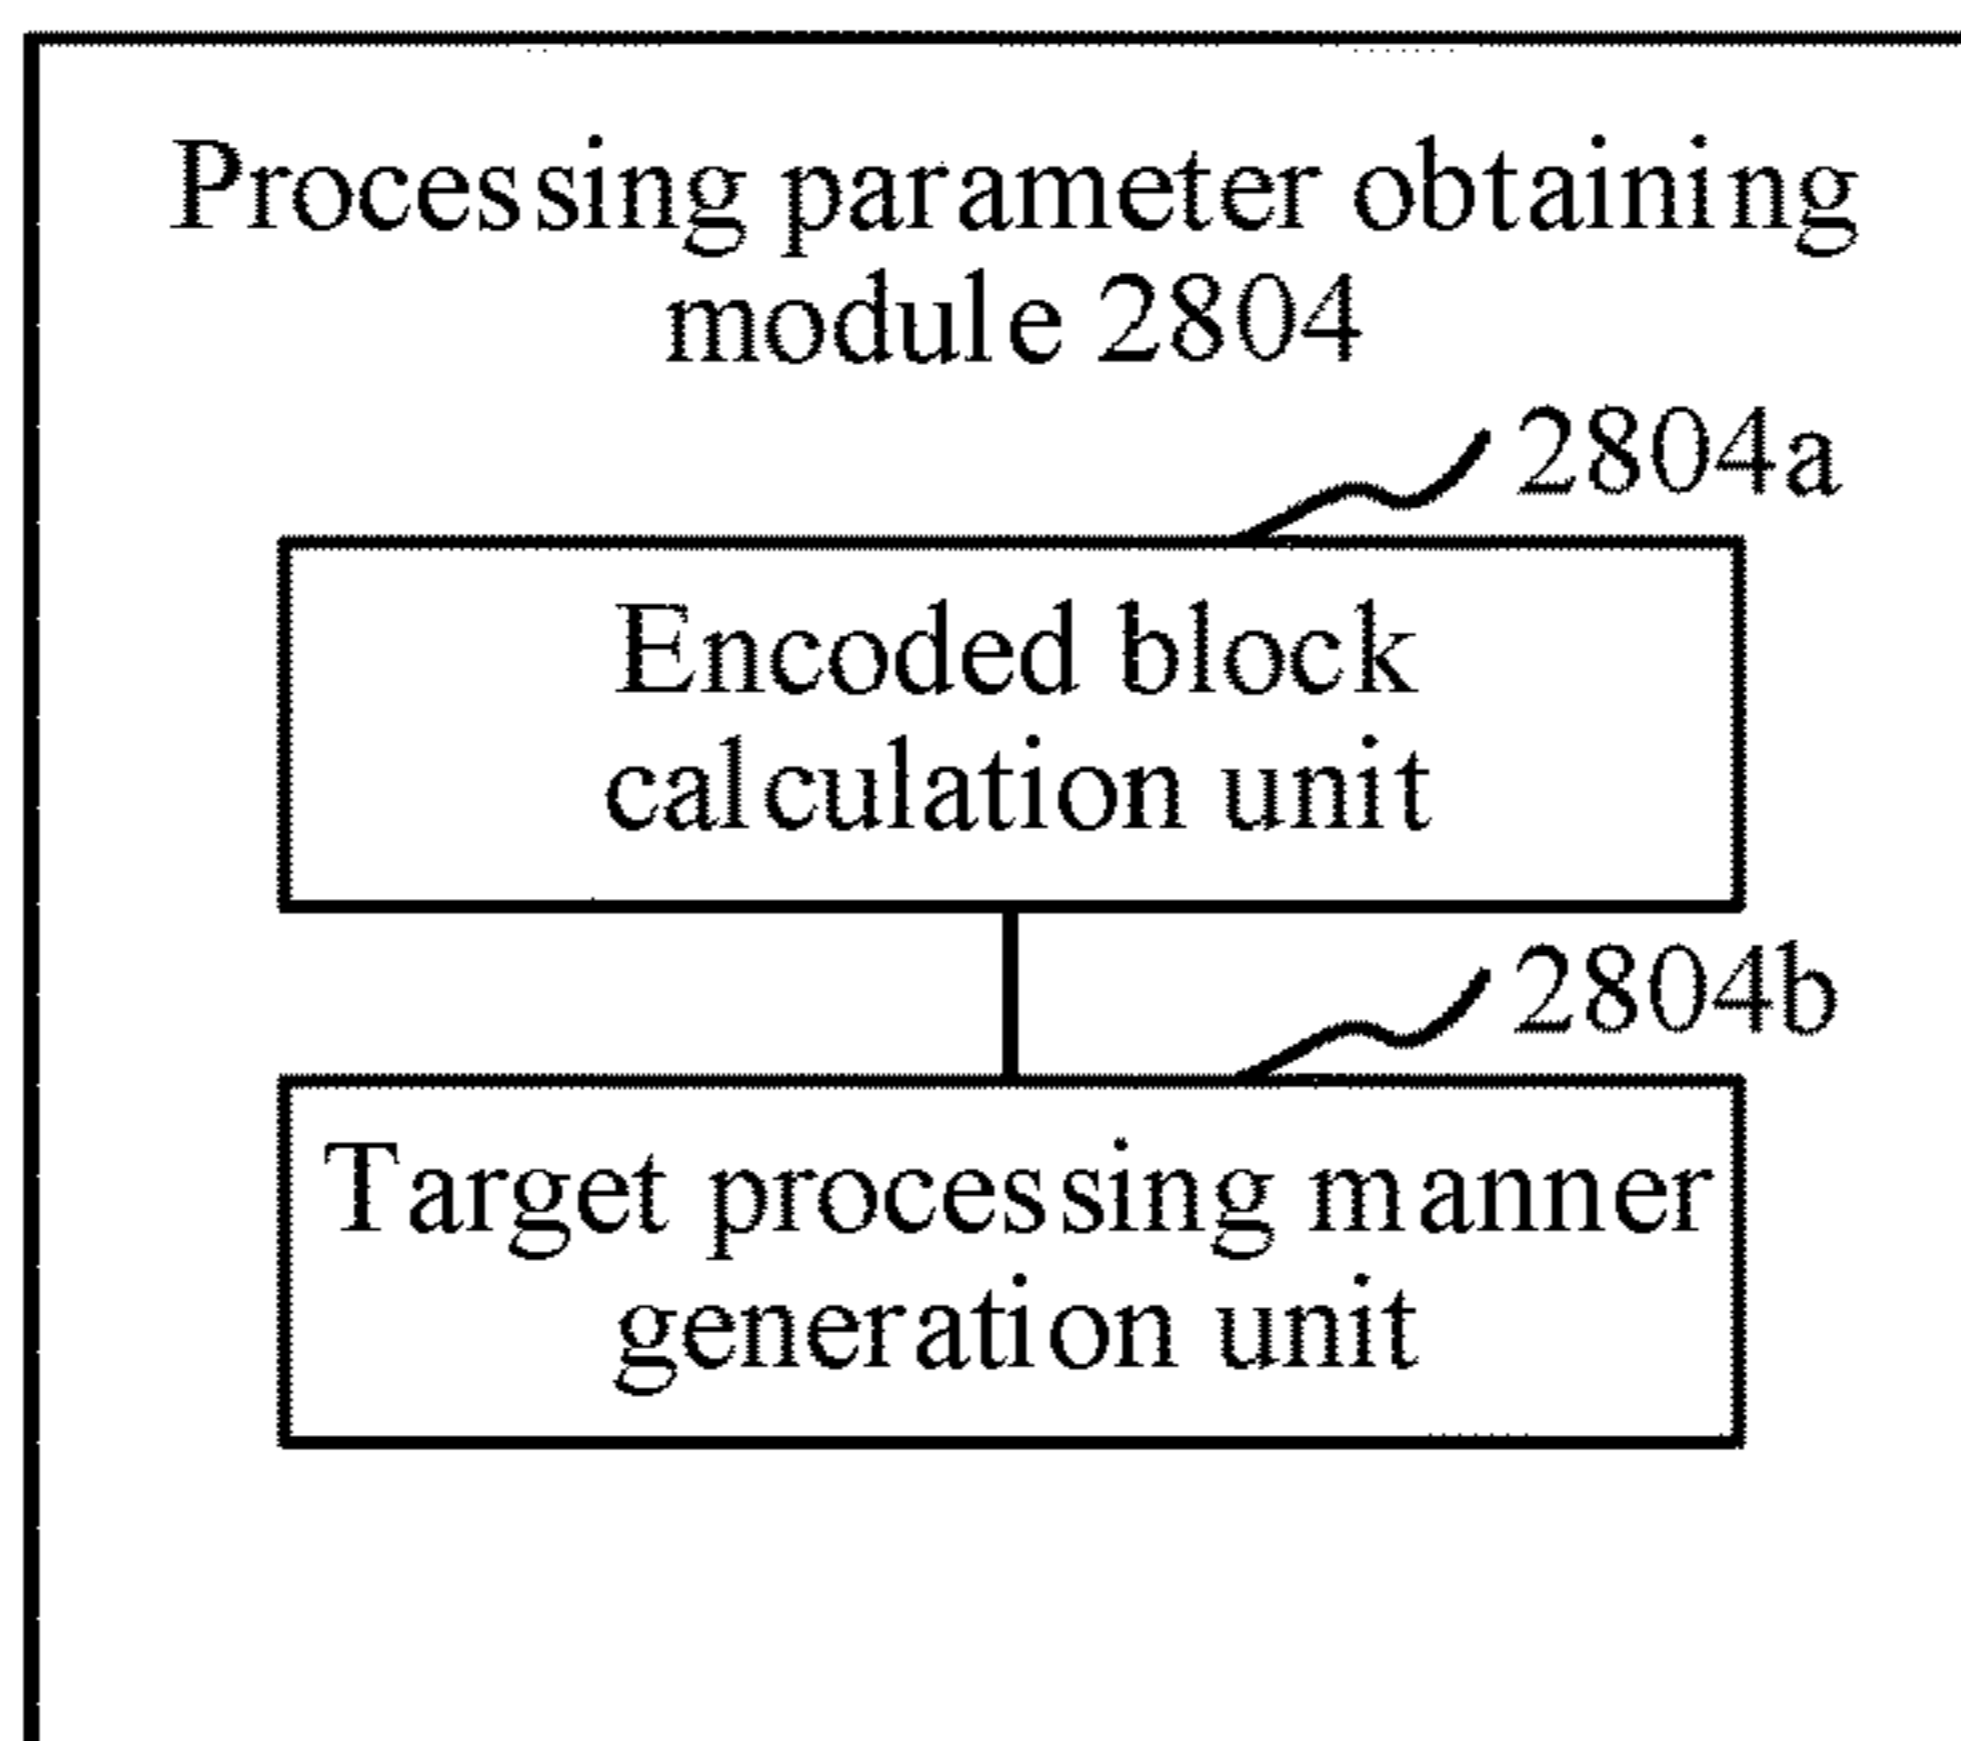 Processing parameter obtaining
module 2804
2804a
Encoded block
calculation unit
2804b
Target processing manner
generation unit